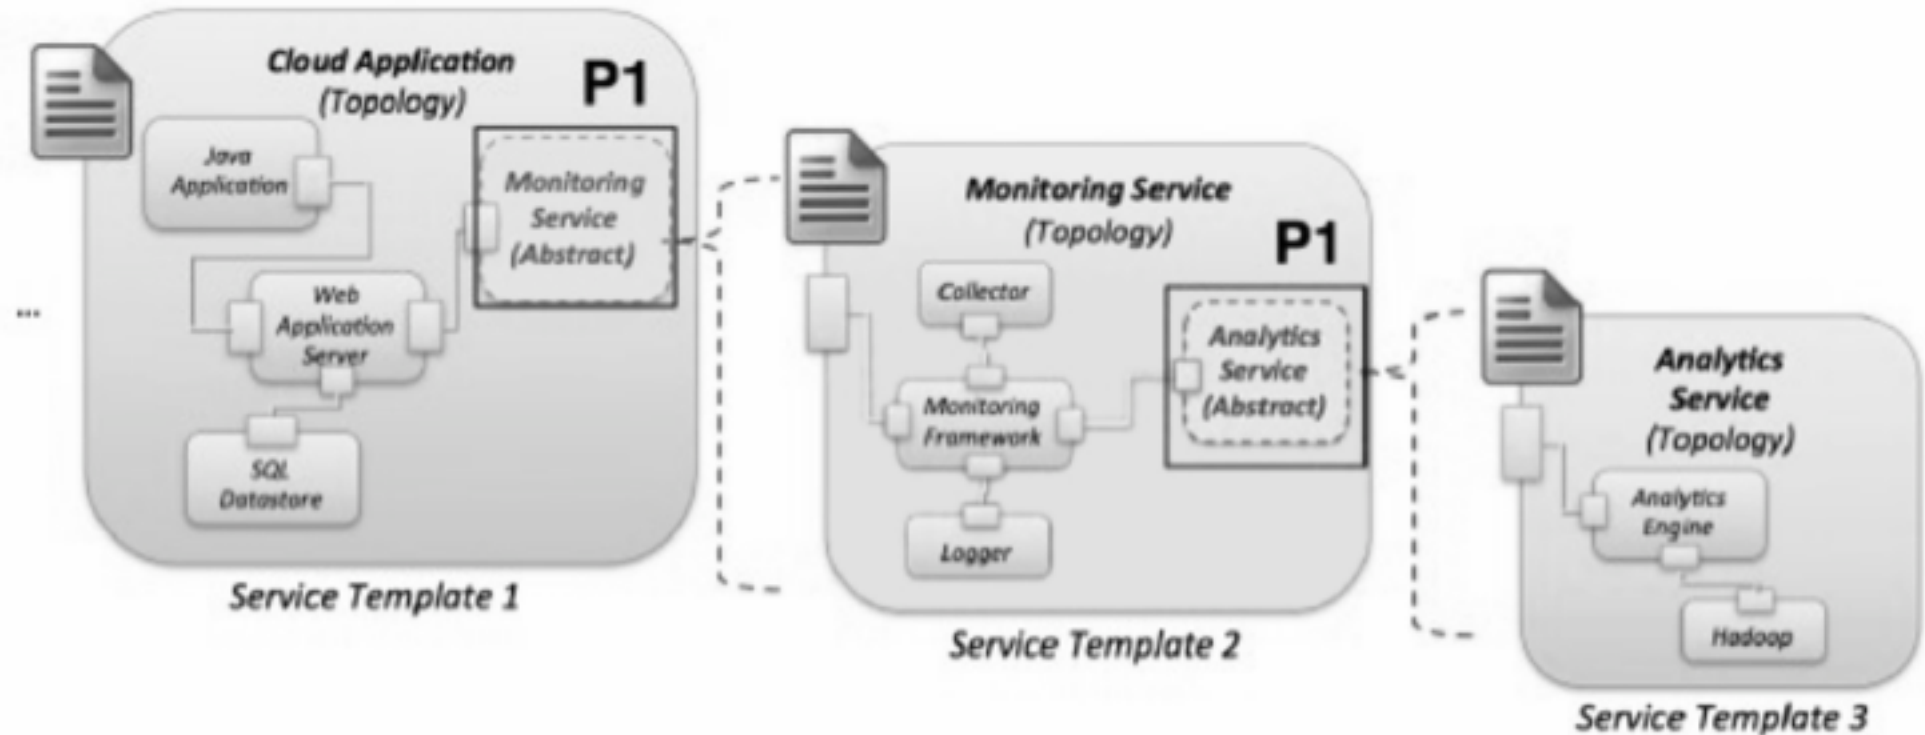 Cloud Application
(Topology)
P1
Java
Application
Monitoring
Service
(Abstract)
Web
Application
Server
SQL
Datastore
...
Service Template 1
Monitoring Service
(Topology)
P1
Collector
Analytics
Service
(Abstract)
Monitoring
Framework
Logger
Service Template 2
Analytics
Service
(Topology)
Analytics
Engine
Hadoop
Service Template 3